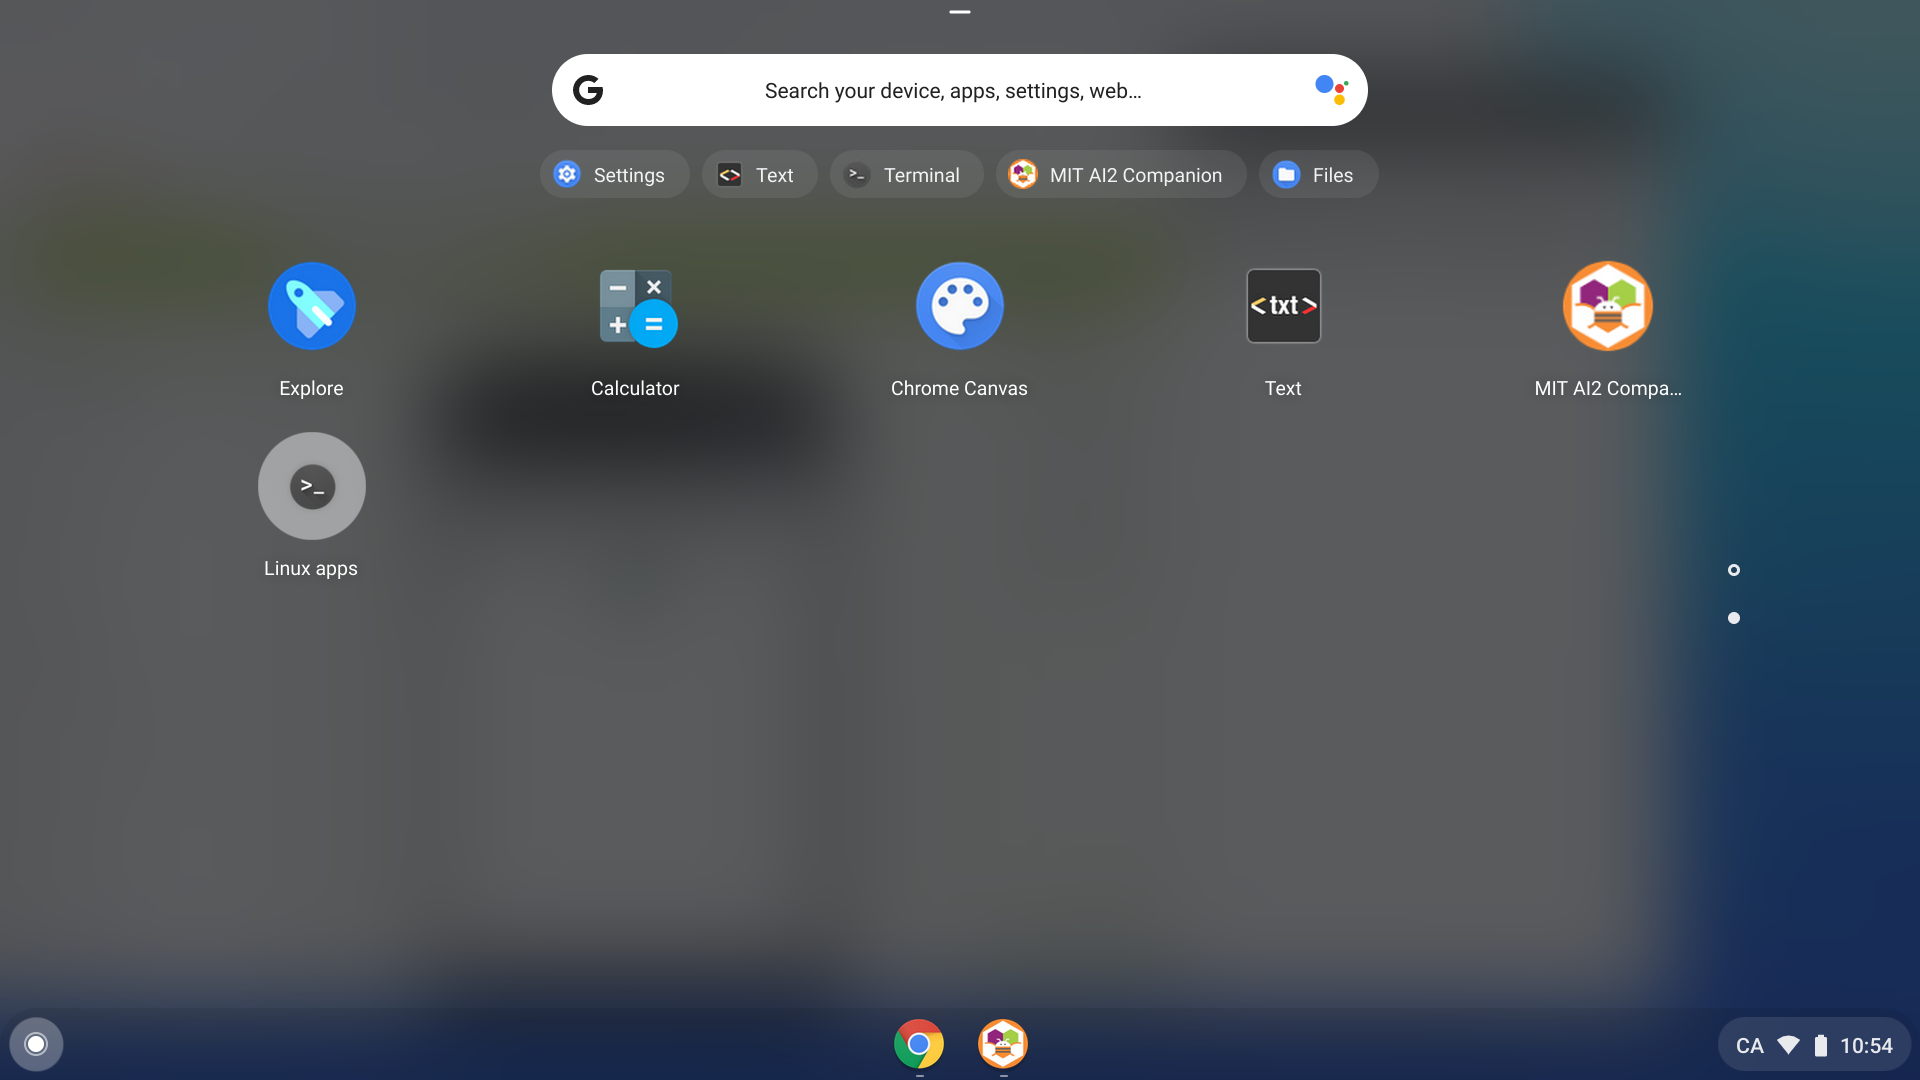 Search your device, apps, settings, web...
Settings
Text
Terminal
MIT AI2 Companion
Files
<txt>
Explore
Calculator
Chrome Canvas
Text
MIT AI2 Compa...
>_
Linux apps
CA
10:54